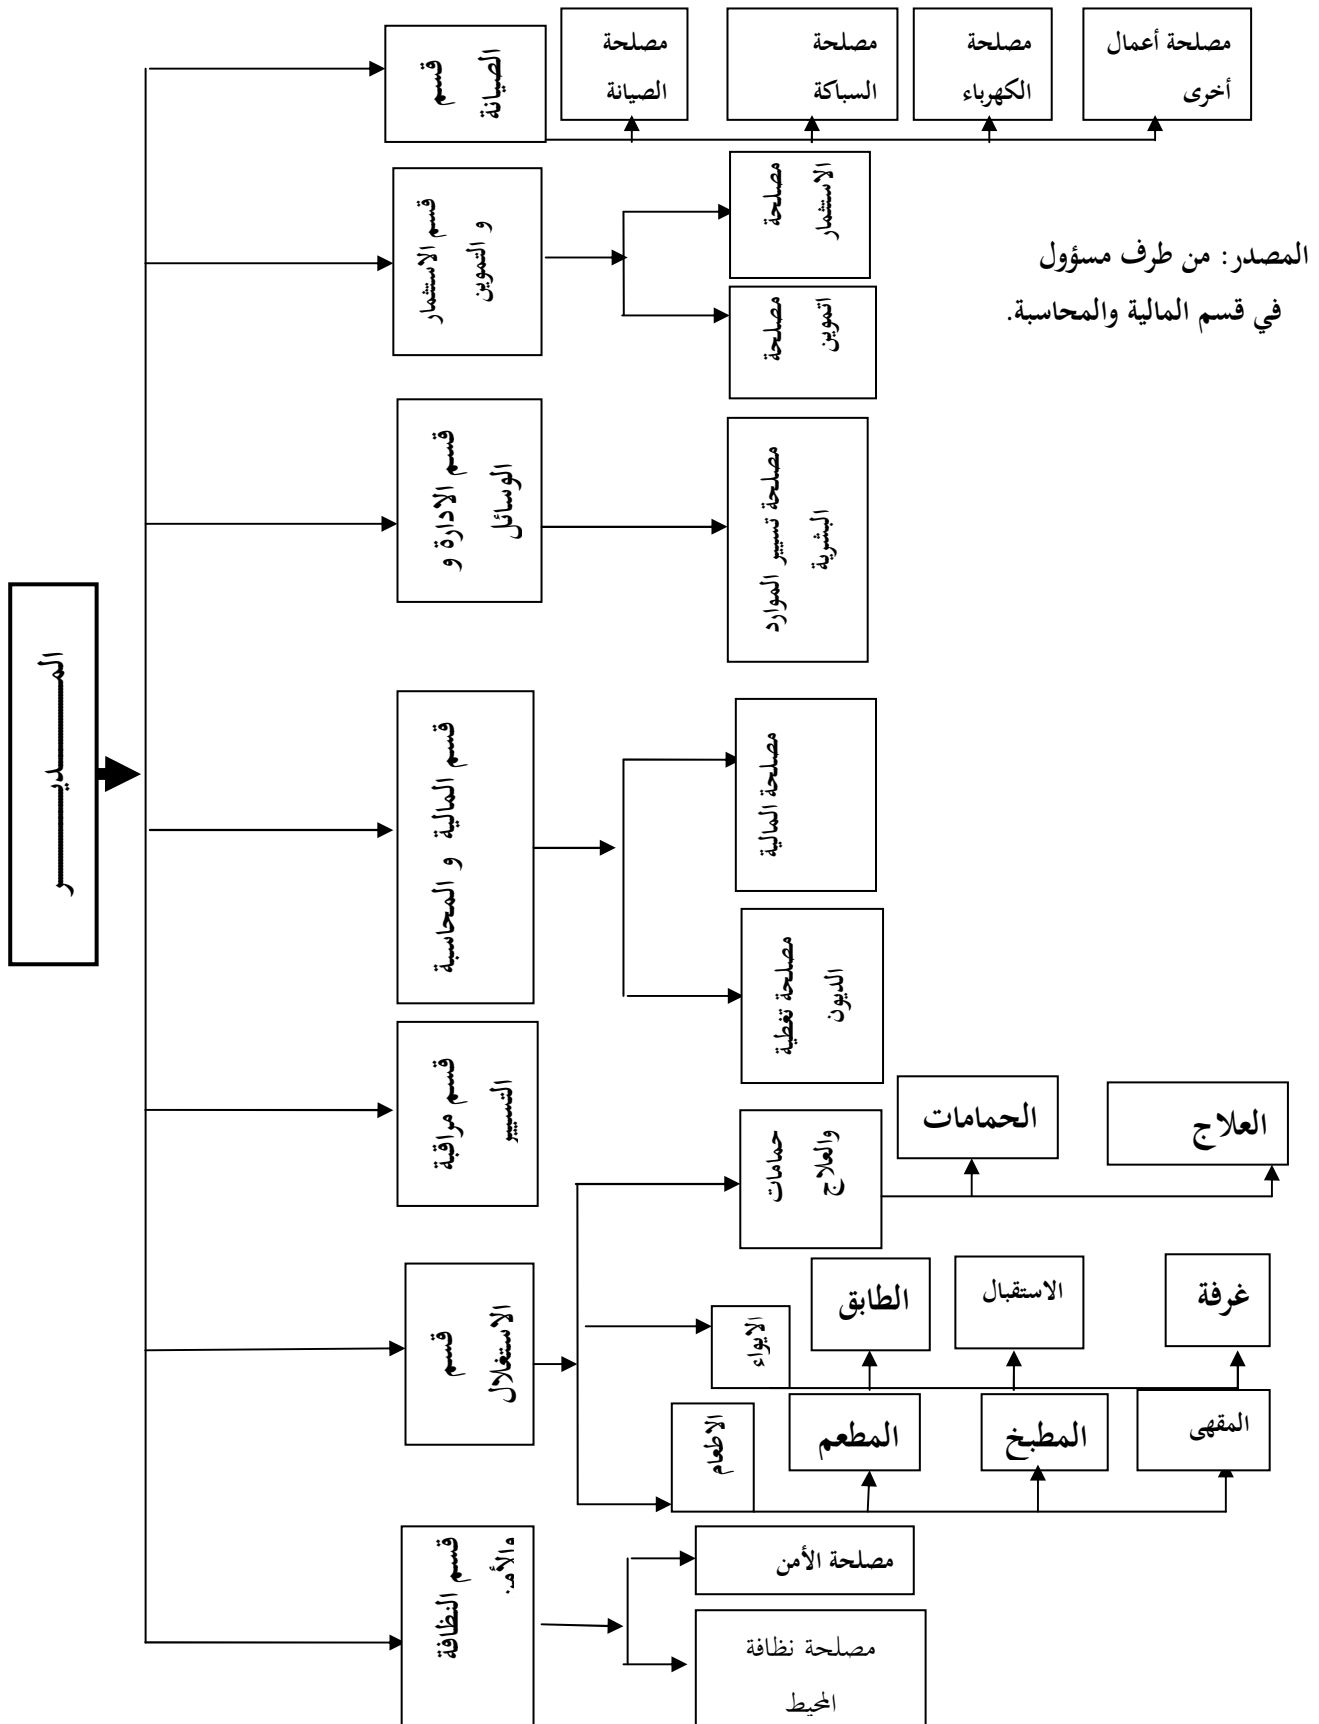 المـــــــديـــــــر
قسم
الصيانة
مصلحة
الصيانة
مصلحة
السباكة
مصلحة
الكهرباء
مصلحة أعمال
أخرى
قسم الاستثمار
و التموين
مصلحة
الاستثمار
مصلحة
اتموين
المصدر: من طرف مسؤول
في قسم المالية والمحاسبة.
قسم الادارة و
الوسائل
مصلحة تسيير الموارد
البشرية
قسم المالية و المحاسبة
مصلحة المالية
مصلحة تغطية
الديون
قسم مراقبة
التسيير
قسم
الاستغلال
حمامات
والعلاج
الحمامات
العلاج
الايواء
الطابق
الاستقبال
غرفة
الاطعام
المطعم
المطبخ
المقهى
قسم النظافة
مصلحة الأمن
مصلحة نظافة
المحيط